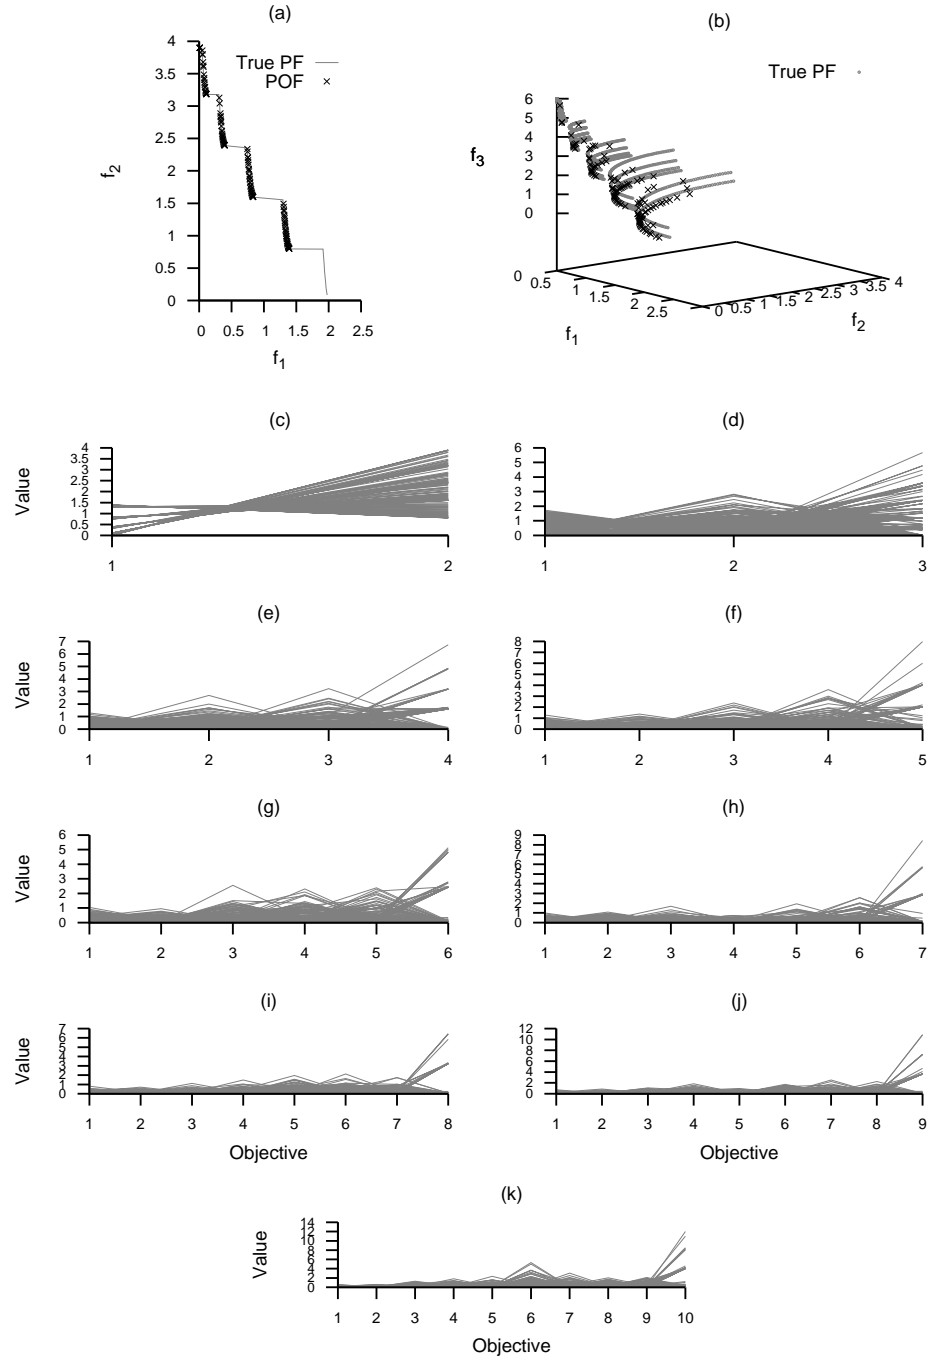 (a)
4
3.5
3
2.5
2
1.5
1
0.5
0
f2
True PF
POF
0 0.5 1 1.5 2 2.5
f1
(b)
True PF
6
5
4
3
2
1
0
f3
0 0.5 1 1.5 2 2.5
f1
0 0.5 1 1.5 2 2.5 3 3.5 4
f2
(c)
4
3.5
3
2.5
2
1.5
1
0.5
0
Value
1 2
(d)
6
5
4
3
2
1
0
1 2 3
(e)
7
6
5
4
3
2
1
0
Value
1 2 3 4
(f)
8
7
6
5
4
3
2
1
0
1 2 3 4 5
(g)
6
5
4
3
2
1
0
Value
1 2 3 4 5 6
(h)
9
8
7
6
5
4
3
2
1
0
1 2 3 4 5 6 7
(i)
7
6
5
4
3
2
1
0
Value
1 2 3 4 5 6 7 8
Objective
(j)
12
10
8
6
4
2
0
1 2 3 4 5 6 7 8 9
Objective
(k)
14
12
10
8
6
4
2
0
Value
1 2 3 4 5 6 7 8 9 10
Objective